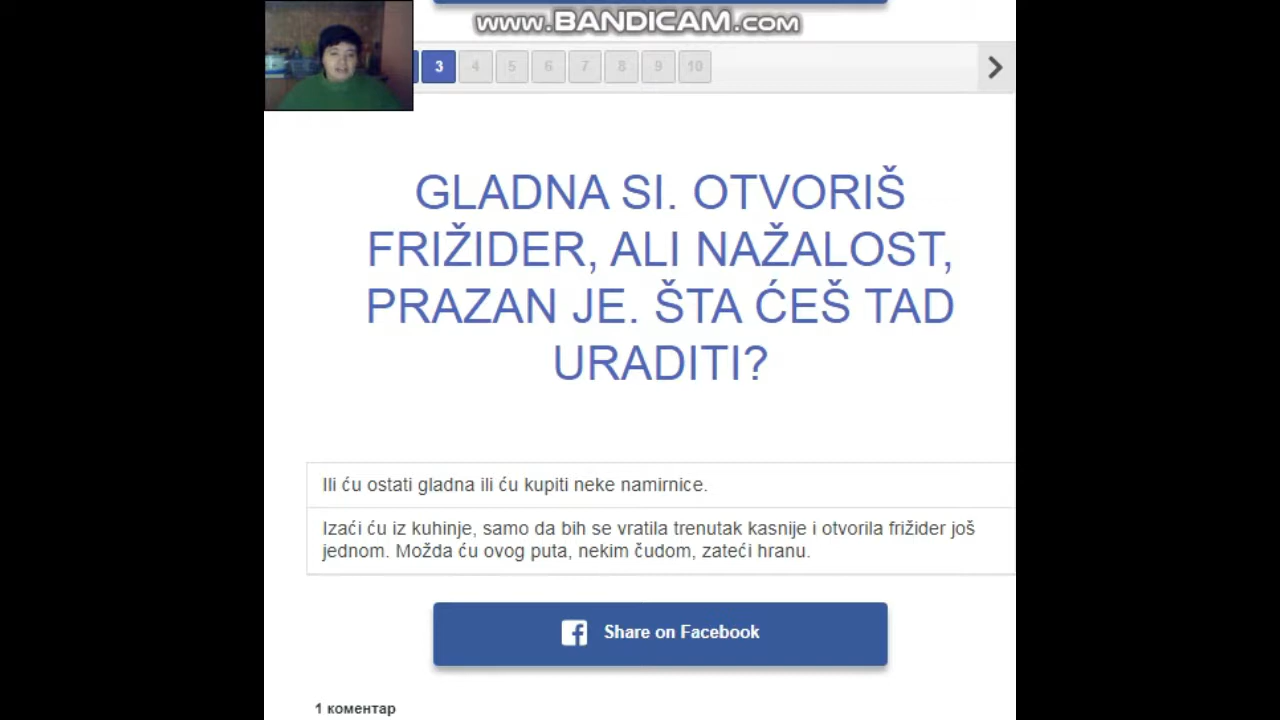 www.BANDICAM.com
3 4 5 6 7 8 9 10
GLADNA SI. OTVORIŠ
FRIŽIDER, ALI NAŽALOST,
PRAZAN JE. ŠTA ĆEŠ TAD
URADITI?
Ili ću ostati gladna ili ću kupiti neke namirnice.
Izaći ću iz kuhinje, samo da bih se vratila trenutak kasnije i otvorila frižider još
jednom. Možda ću ovog puta, nekim čudom, zateći hranu.
Share on Facebook
1 коментар